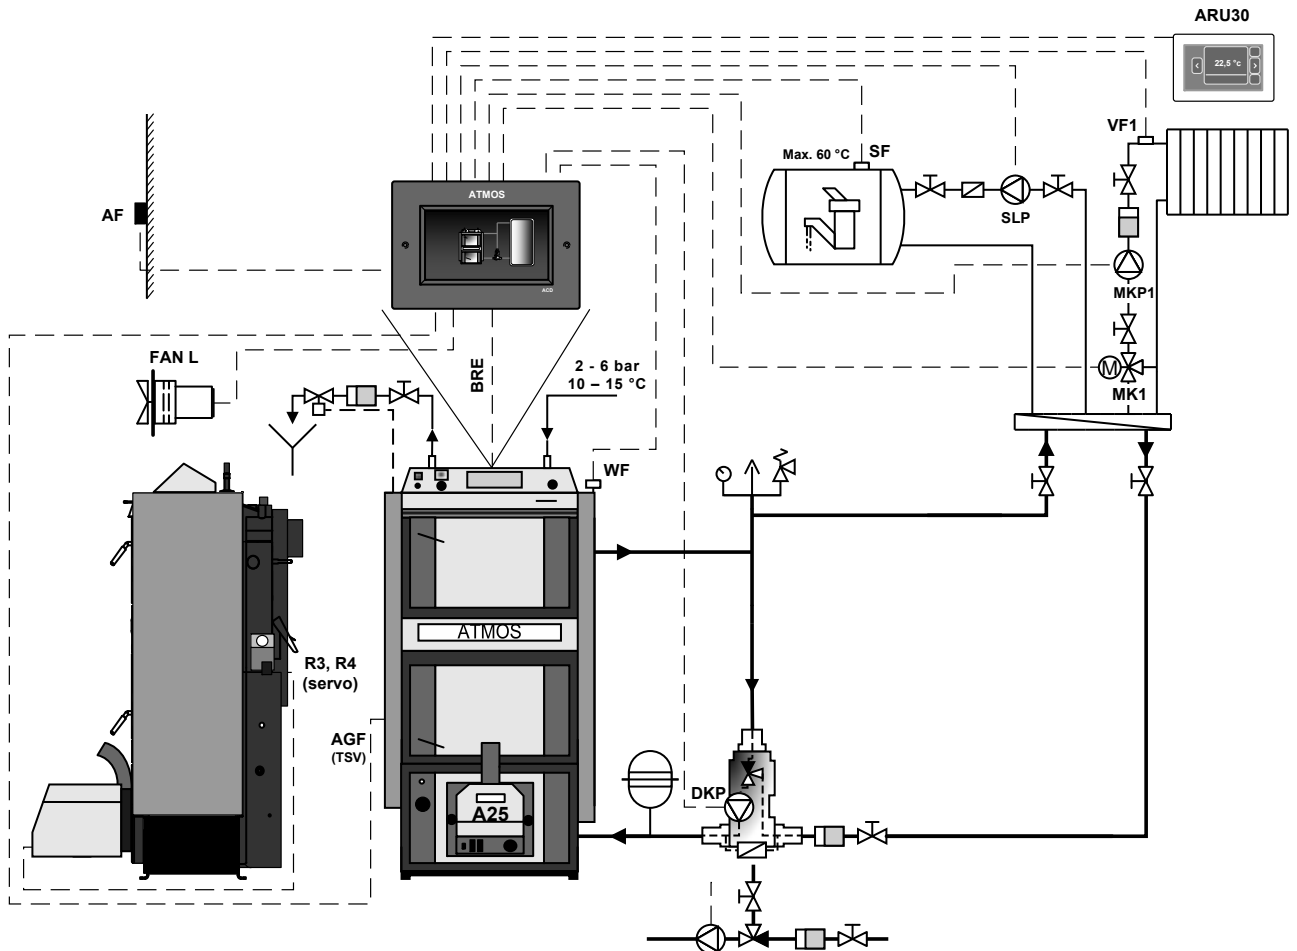 ARU30
22,5 °c
VF1
Max. 60 °C
SF
ATMOS
AF
SLP
ACD
MKP1
FAN L
BRE
2 - 6 bar
10 – 15 °C
M
MK1
WF
ATMOS
R3, R4
(servo)
AGF
(TSV)
DKP
A25